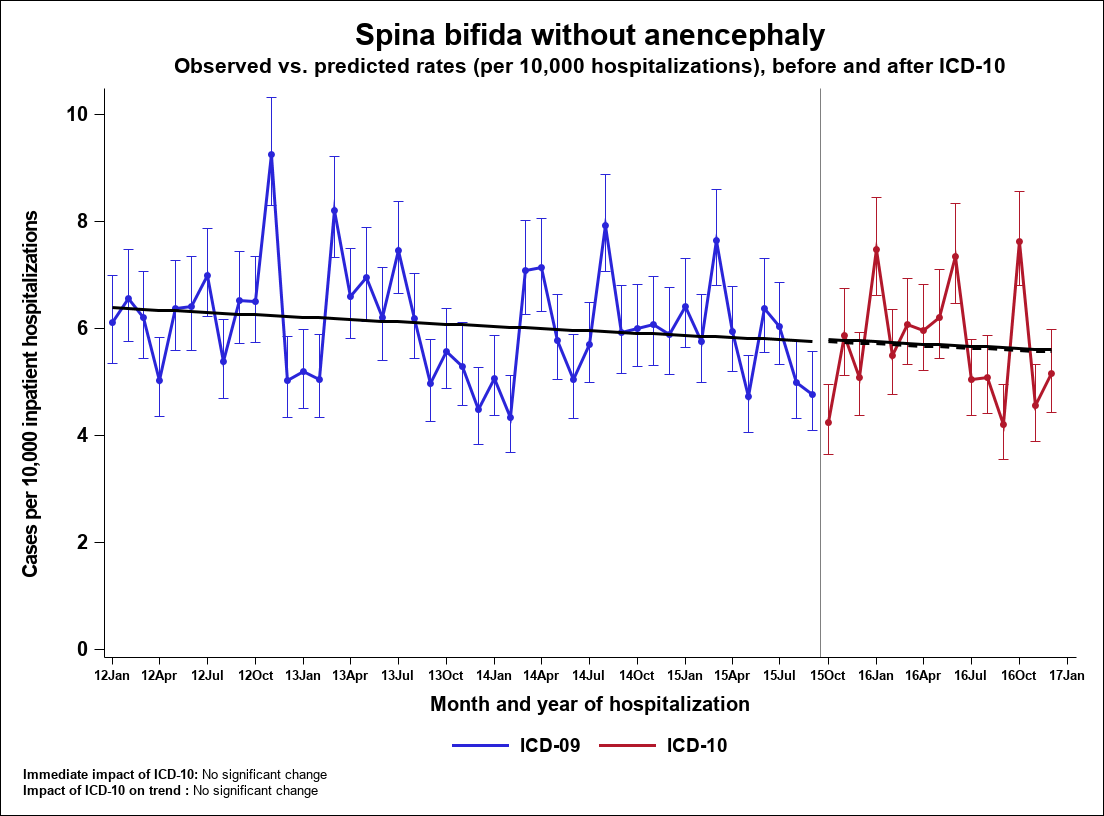 Spina bifida without anencephaly
Observed vs. predicted rates (per 10,000 hospitalizations), before and after ICD-10
Cases per 10,000 inpatient hospitalizations
10
8
6
4
2
0
12Jan 12Apr 12Jul 12Oct 13Jan 13Apr 13Jul 13Oct 14Jan 14Apr 14Jul 14Oct 15Jan 15Apr 15Jul 15Oct 16Jan 16Apr 16Jul 16Oct 17Jan
Month and year of hospitalization
ICD-09 ICD-10
Immediate impact of ICD-10: No significant change
Impact of ICD-10 on trend : No significant change